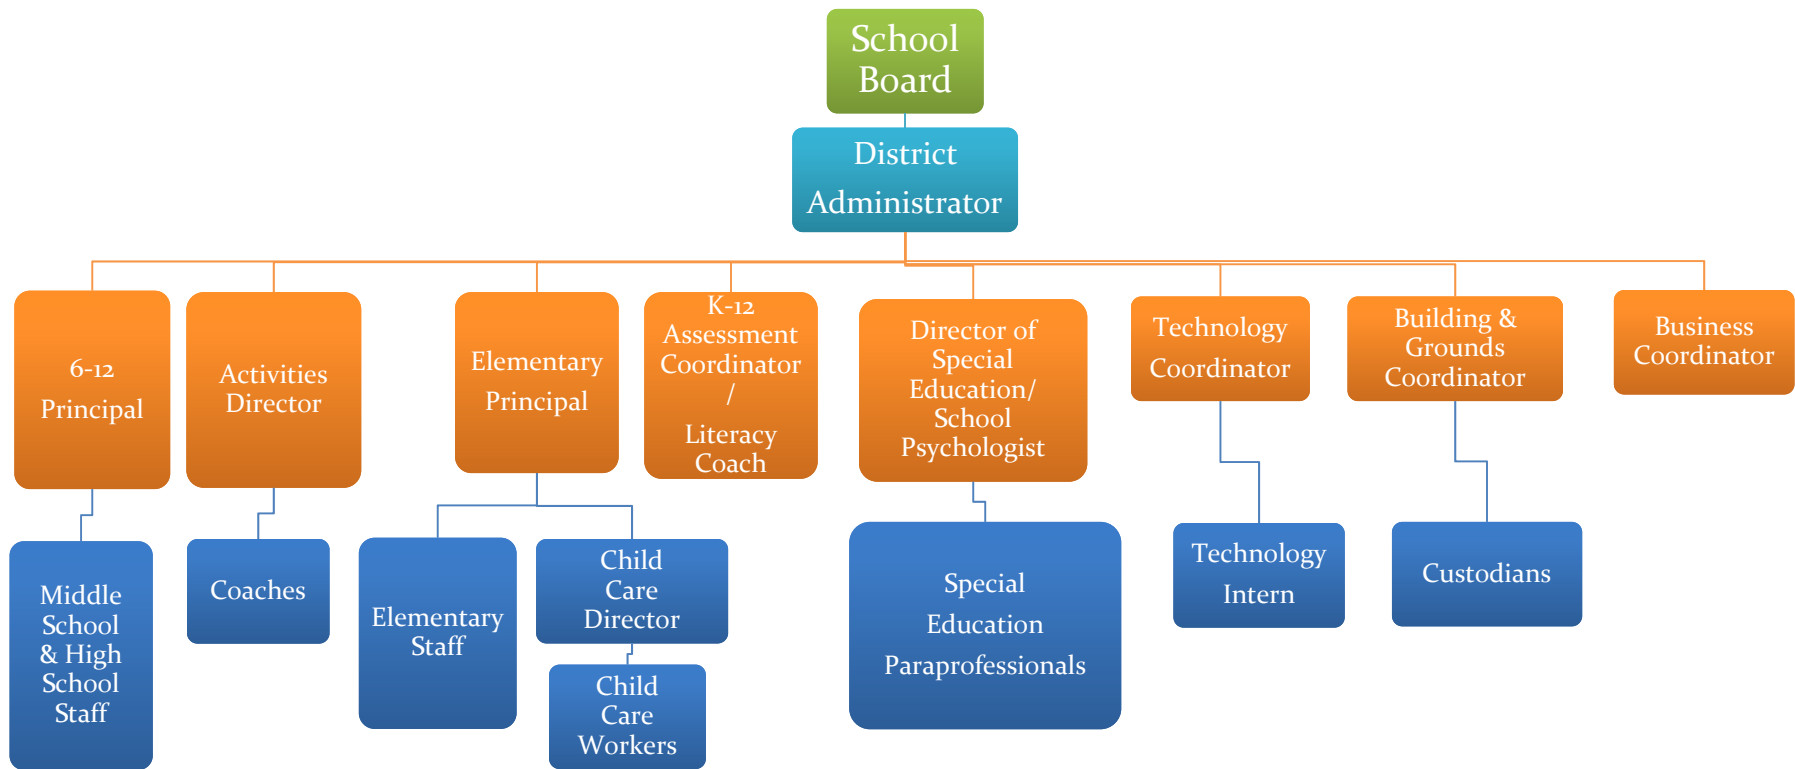 School
Board
District
Administrator
6-12
Principal
Activities
Director
Elementary
Principal
K-12
Assessment
Coordinator
/
Literacy
Coach
Director of
Special
Education/
School
Psychologist
Technology
Coordinator
Building &
Grounds
Coordinator
Business
Coordinator
Middle
School
& High
School
Staff
Coaches
Elementary
Staff
Child
Care
Director
Child
Care
Workers
Special
Education
Paraprofessionals
Technology
Intern
Custodians